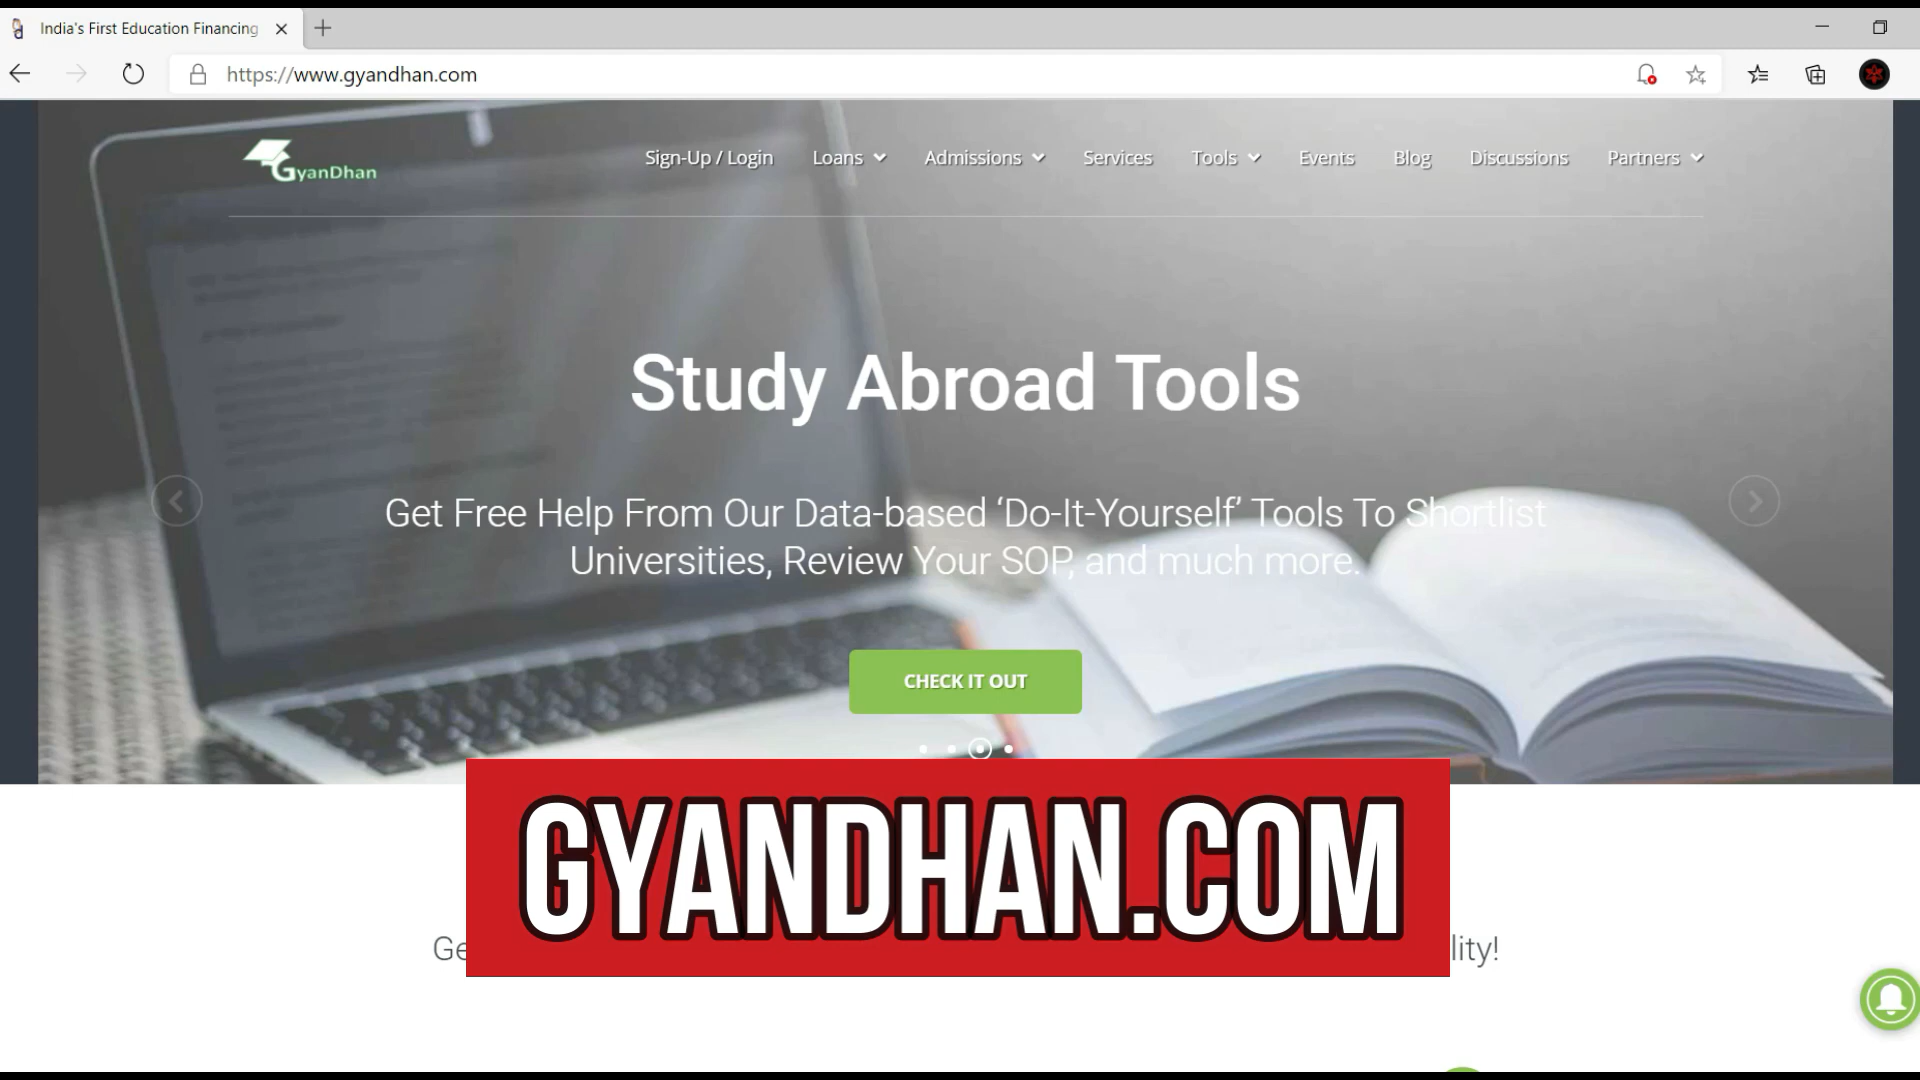 India's First Education Financing
https://www.gyandhan.com
GyanDhan
Sign-Up / Login Loans Admissions Services Tools Events Blog Discussions Partners
Study Abroad Tools
Get Free Help From Our Data-based ‘Do-It-Yourself’ Tools To Shortlist
Universities, Review Your SOP, and much more.
CHECK IT OUT
GYANDHAN.COM